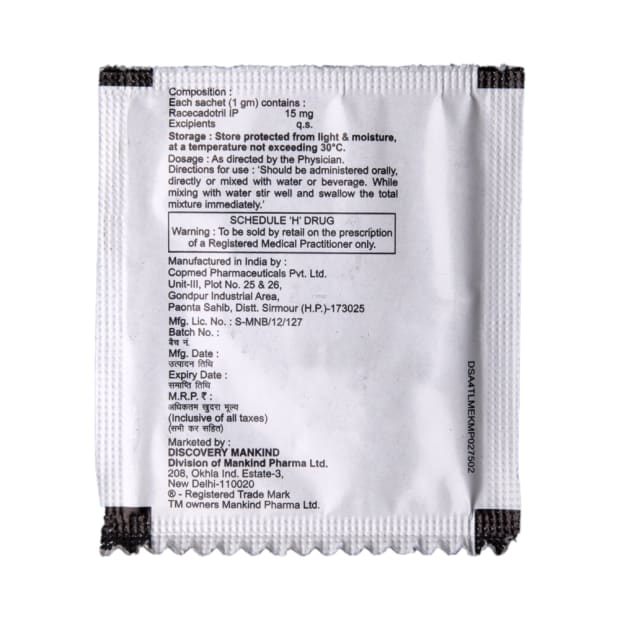 Composition :
Each sachet (1 gm) contains :
Racecadotril IP 15 mg
Excipients q.s.
Storage : Store protected from light & moisture,
at a temperature not exceeding 30°C.
Dosage : As directed by the Physician.
Directions for use : 'Should be administered orally,
directly or mixed with water or beverage. While
mixing with water stir well and swallow the total
mixture immediately.'
SCHEDULE 'H' DRUG
Warning : To be sold by retail on the prescription
of a Registered Medical Practitioner only.
Manufactured in India by :
Copmed Pharmaceuticals Pvt. Ltd.
Unit-III, Plot No. 25 & 26,
Gondpur Industrial Area,
Paonta Sahib, Distt. Sirmour (H.P.)-173025
Mfg. Lic. No. : S-MNB/12/127
Batch No. :
बैच नं.
Mfg. Date :
उत्पादन तिथि
Expiry Date :
समाप्ति तिथि
M.R.P. ₹ :
अधिकतम खुदरा मूल्य
(Inclusive of all taxes)
(सभी कर सहित)
Marketed by :
DISCOVERY MANKIND
Division of Mankind Pharma Ltd.
208, Okhla Ind. Estate-3,
New Delhi-110020
® - Registered Trade Mark
TM owners Mankind Pharma Ltd.
DSA4TLMEKMP027502